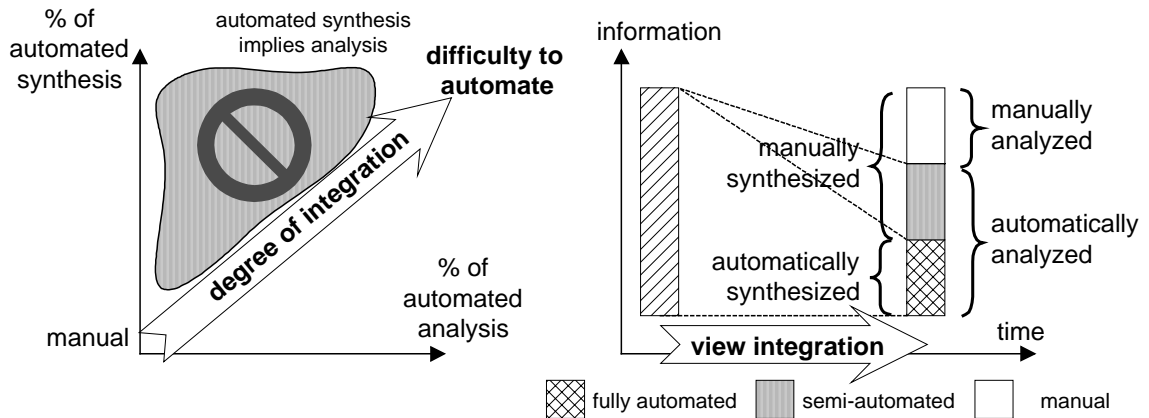 % of
automated
synthesis
automated synthesis
implies analysis
difficulty to
automate
degree of integration
% of
automated
analysis
manual
information
manually
synthesized
automatically
synthesized
manually
analyzed
automatically
analyzed
view integration
time
fully automated
semi-automated
manual